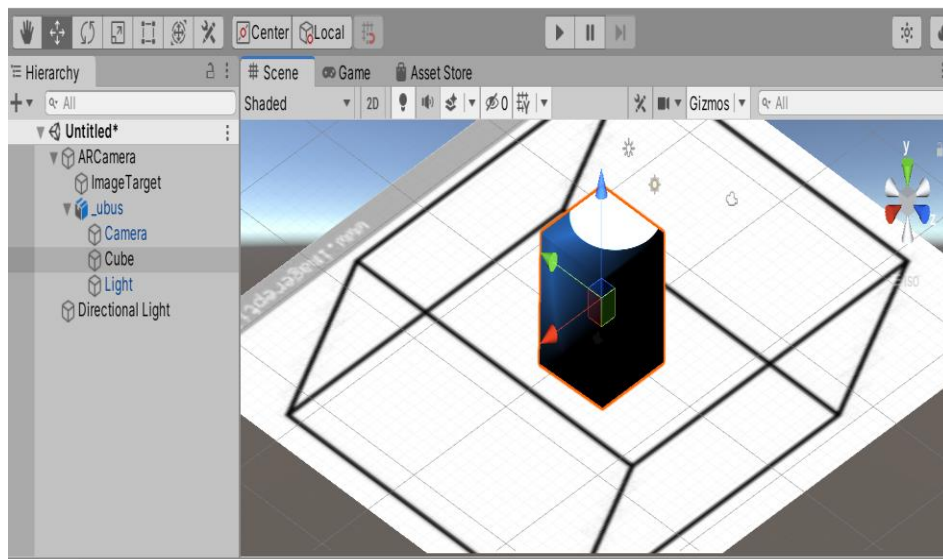 Center Local
Hierarchy
All
Untitled*
ARCamera
ImageTarget
_ubus
Camera
Cube
Light
Directional Light
Scene Game Asset Store
Shaded 2D 0 Gizmos All
y
Iso